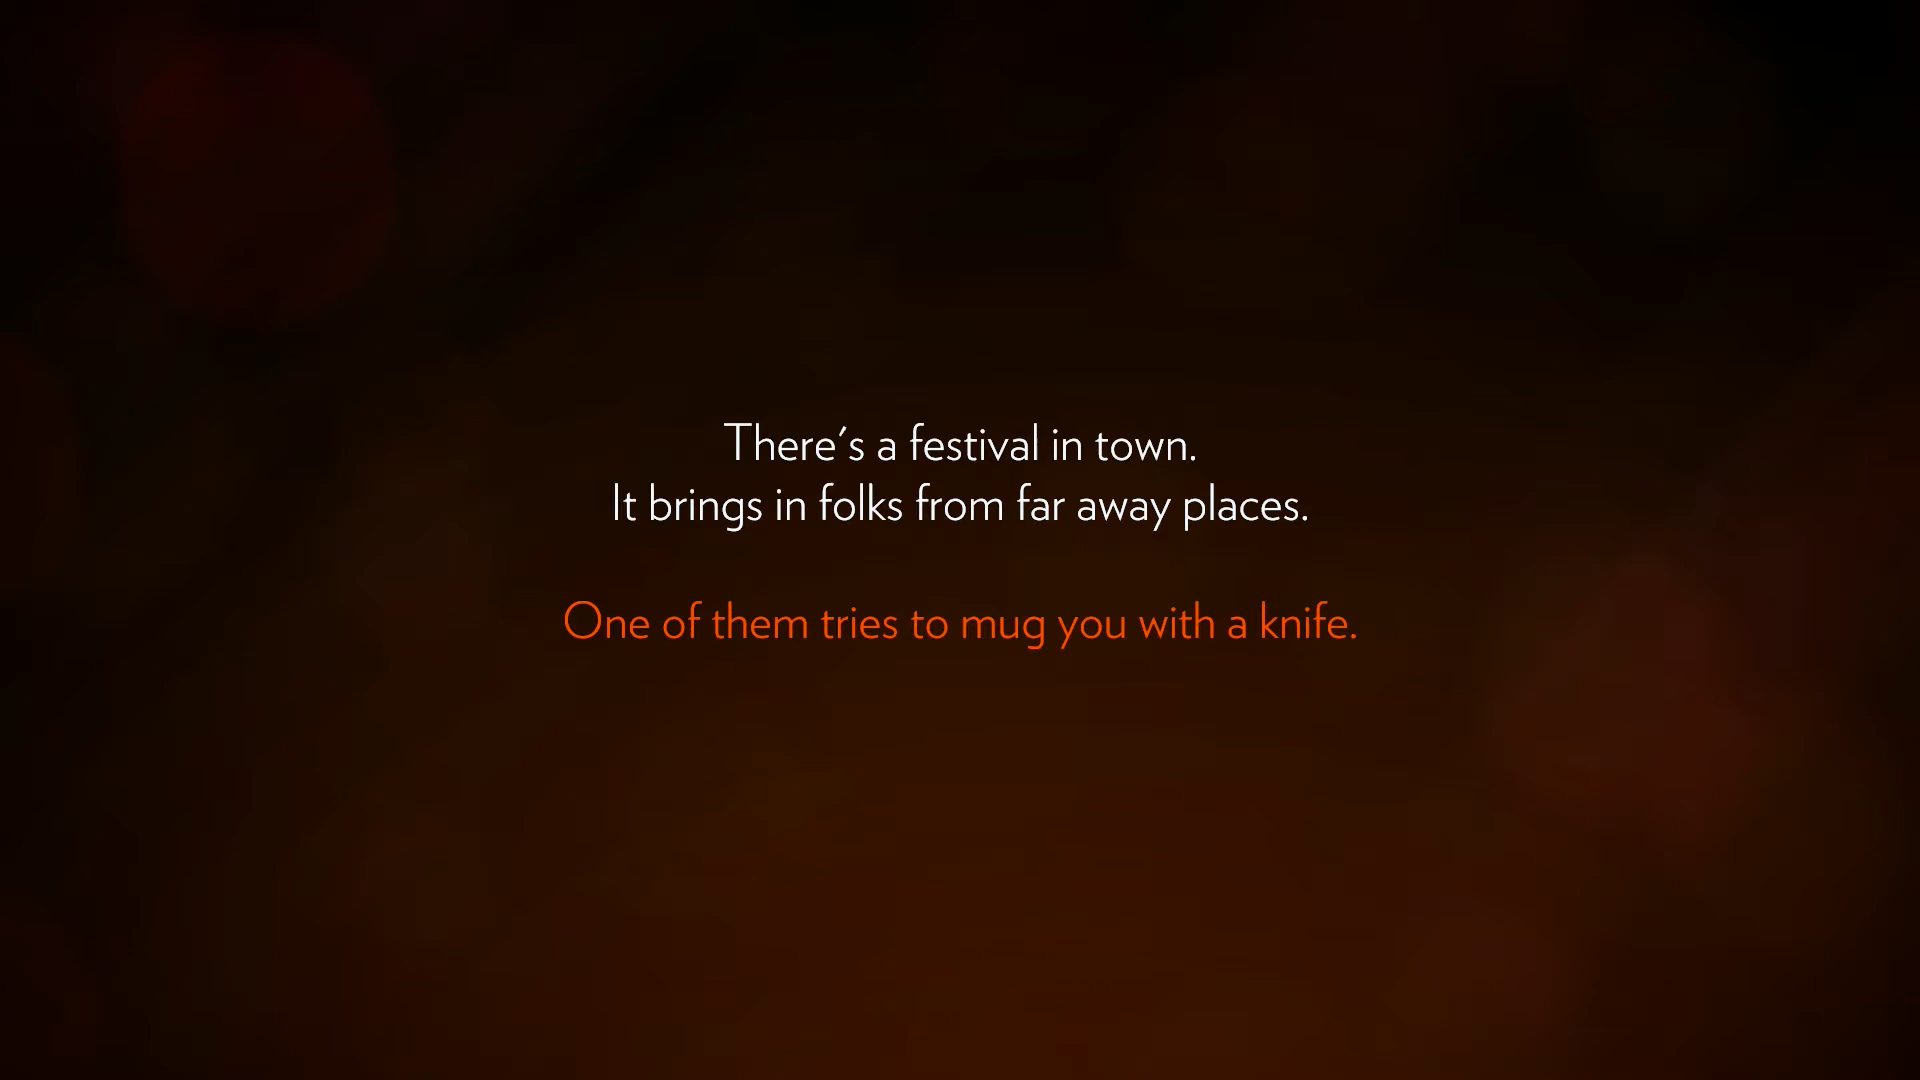 There's a festival in town.
It brings in folks from far away places.
One of them tries to mug you with a knife.